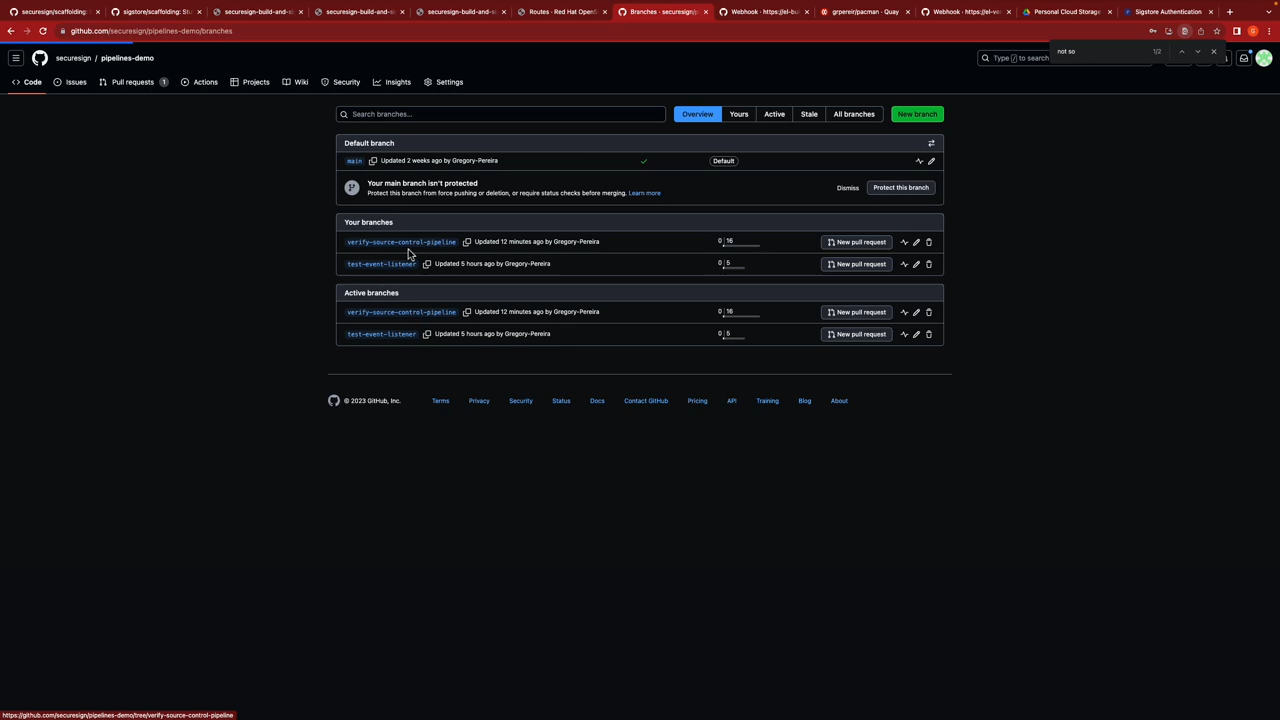 securesign/scaffolding:
sigstore/scaffolding: Stu
securesign-build-and-s
securesign-build-and-s
securesign-build-and-s
Routes · Red Hat OpenS
Branches · securesign/p
Webhook · https://el-bu
grpereir/pacman · Quay
Webhook · https://el-ve
Personal Cloud Storage
Sigstore Authentication
github.com/securesign/pipelines-demo/branches
not so
1/2
securesign / pipelines-demo
Type / to search
Code
Issues
Pull requests 1
Actions
Projects
Wiki
Security
Insights
Settings
Search branches...
Overview
Yours
Active
Stale
All branches
New branch
Default branch
main Updated 2 weeks ago by Gregory-Pereira Default
Your main branch isn't protected
Protect this branch from force pushing or deletion, or require status checks before merging. Learn more
Dismiss
Protect this branch
Your branches
verify-source-control-pipeline Updated 12 minutes ago by Gregory-Pereira 0 | 16 New pull request
test-event-listener Updated 5 hours ago by Gregory-Pereira 0 | 5 New pull request
Active branches
verify-source-control-pipeline Updated 12 minutes ago by Gregory-Pereira 0 | 16 New pull request
test-event-listener Updated 5 hours ago by Gregory-Pereira 0 | 5 New pull request
© 2023 GitHub, Inc.
Terms
Privacy
Security
Status
Docs
Contact GitHub
Pricing
API
Training
Blog
About
https://github.com/securesign/pipelines-demo/tree/verify-source-control-pipeline